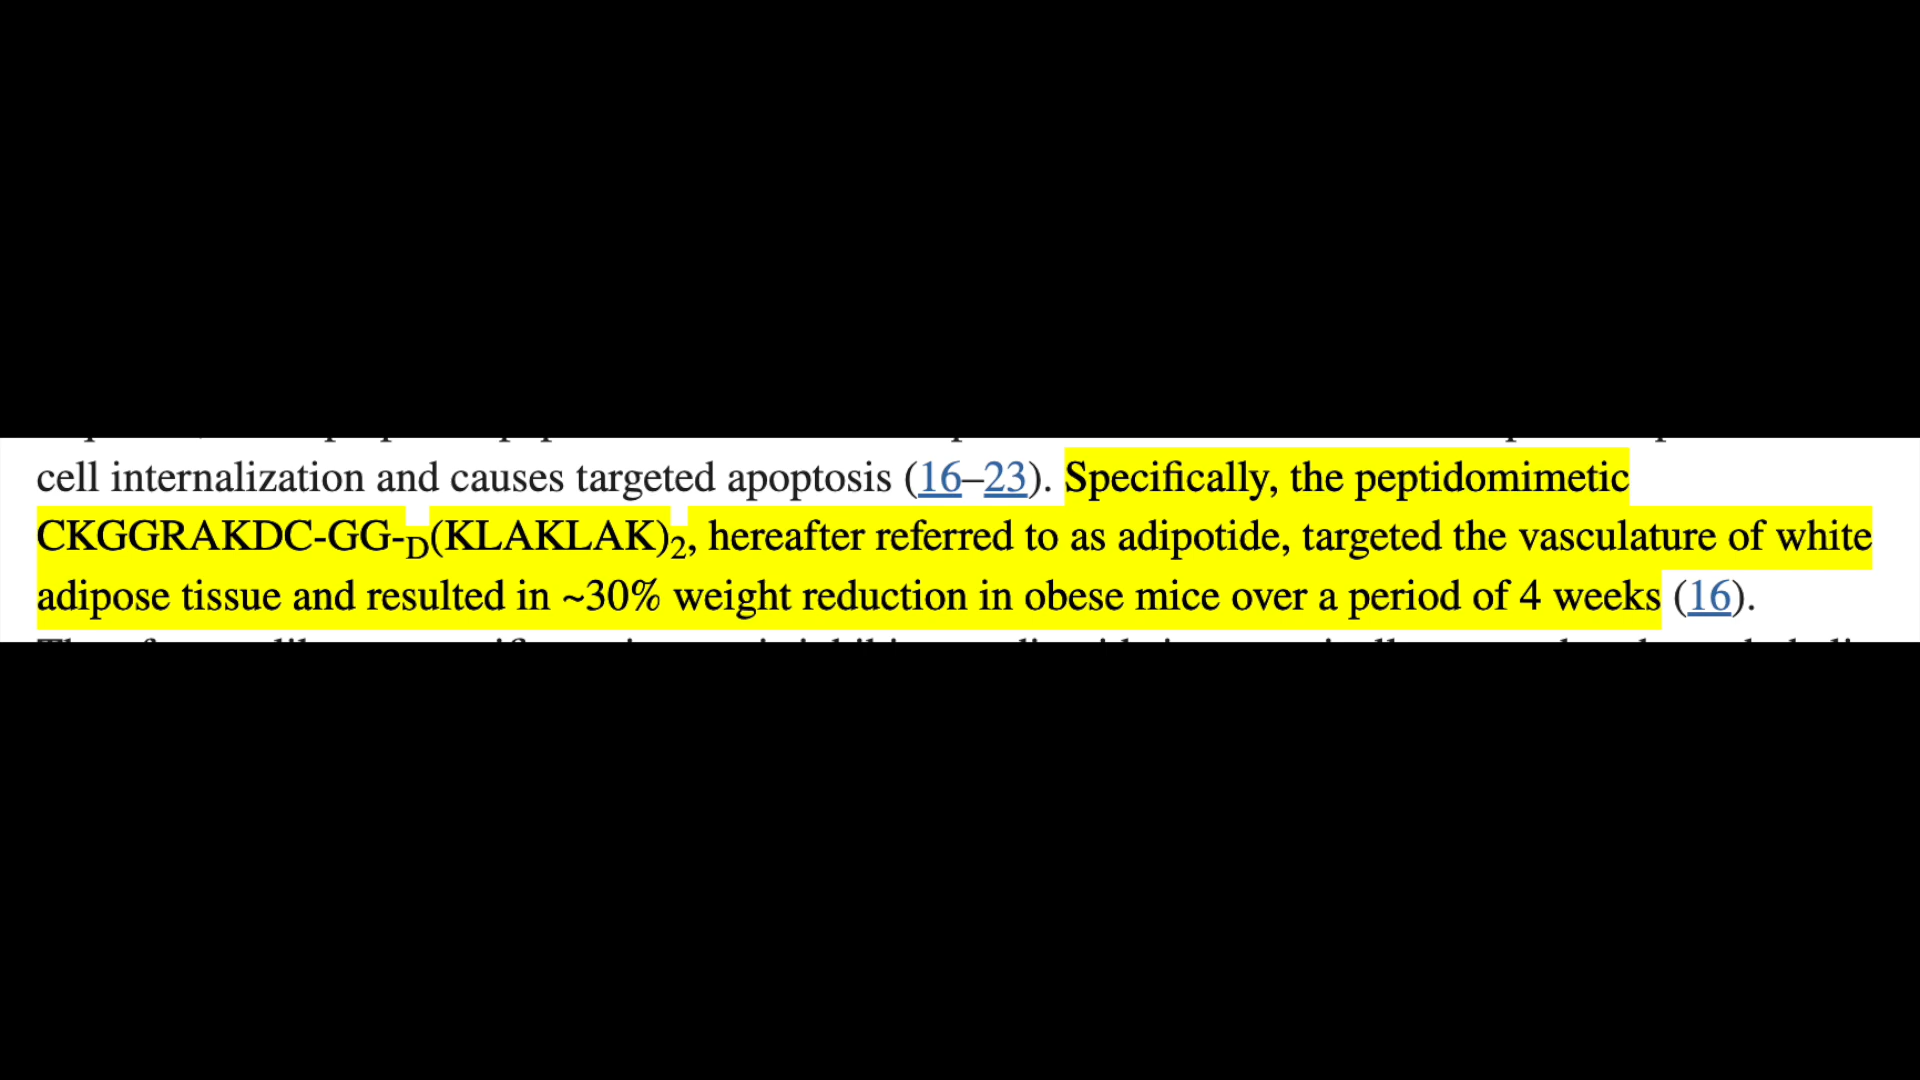 cell internalization and causes targeted apoptosis (16–23). Specifically, the peptidomimetic
CKGGRAKDC-GG-D(KLAKLAK)2, hereafter referred to as adipotide, targeted the vasculature of white
adipose tissue and resulted in ~30% weight reduction in obese mice over a period of 4 weeks (16).